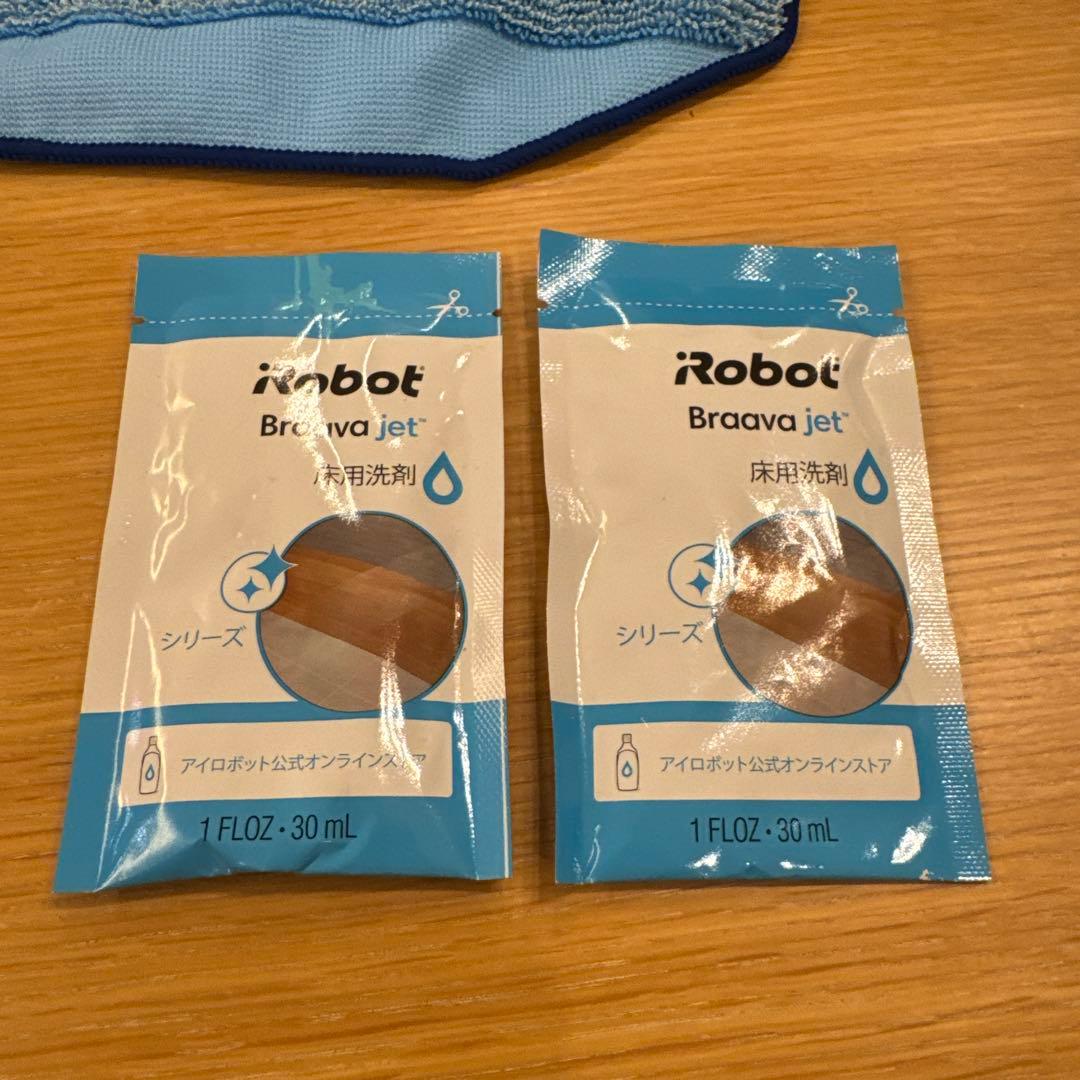 iRobot
Braava jet™
床用洗剤
シリーズ
アイロボット公式オンラインストア
1 FLOZ・30 mL
iRobot
Braava jet™
床用洗剤
シリーズ
アイロボット公式オンラインストア
1 FLOZ・30 mL